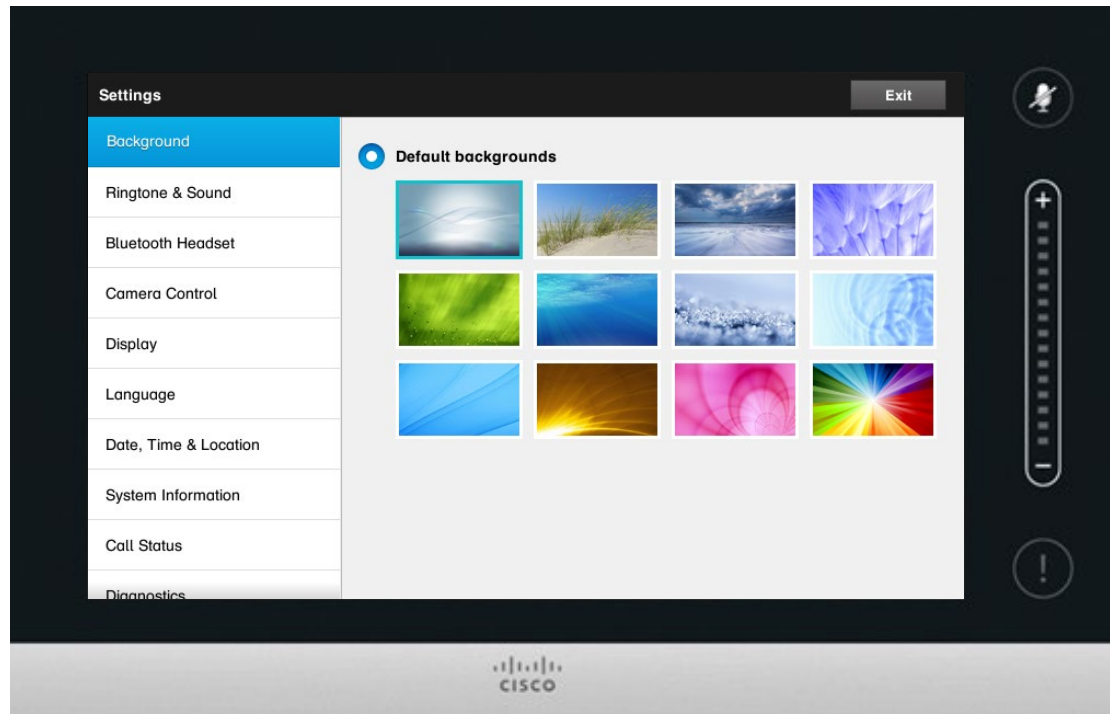 Settings
Exit
Background
Default backgrounds
Ringtone & Sound
Bluetooth Headset
Camera Control
Display
Language
Date, Time & Location
System Information
Call Status
Diagnostics
+
−
!
CISCO